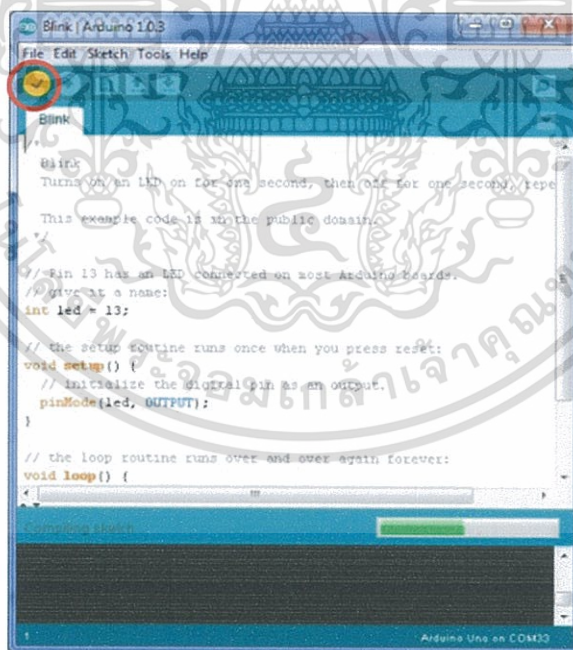 Blink | Arduino 1.0.3
File Edit Sketch Tools Help
Blink
Blink
Turns on an LED on for one second, then off for one second, repe
This example code is in the public domain.
*/
// Pin 13 has an LED connected on most Arduino boards.
// give it a name:
int led = 13;
// the setup routine runs once when you press reset:
void setup() {
// initialize the digital pin as an output.
pinMode(led, OUTPUT);
}
// the loop routine runs over and over again forever:
void loop() {
Compiling sketch
1
Arduino Uno on COM33